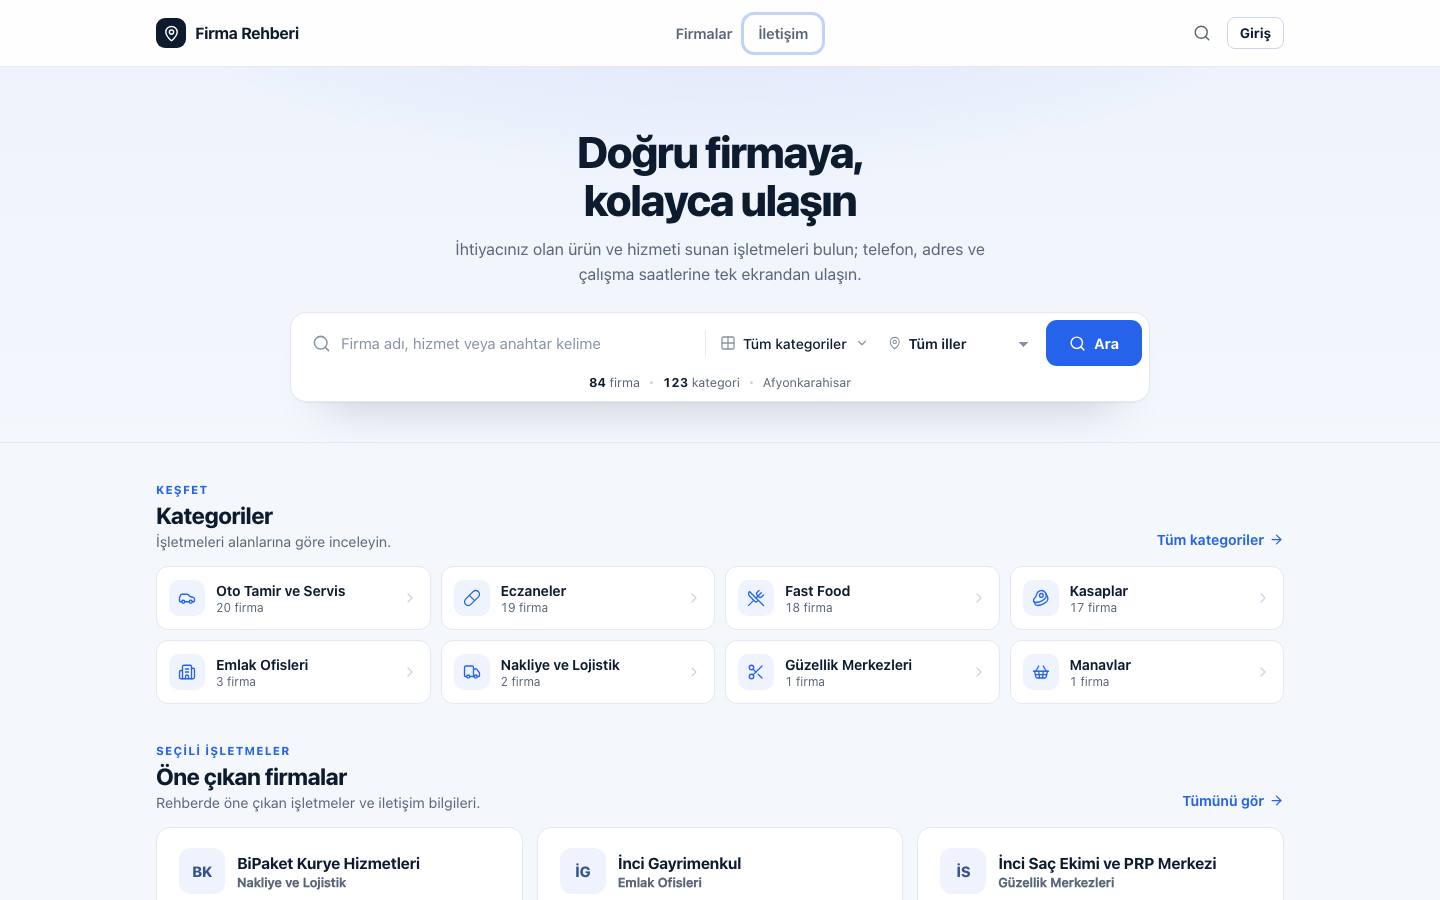 Firma Rehberi
Firmalar
İletişim
Giriş
Doğru firmaya,
kolayca ulaşın
İhtiyacınız olan ürün ve hizmeti sunan işletmeleri bulun; telefon, adres ve
çalışma saatlerine tek ekrandan ulaşın.
Firma adı, hizmet veya anahtar kelime
Tüm kategoriler
Tüm iller
Ara
84 firma • 123 kategori • Afyonkarahisar
KEŞFET
Kategoriler
İşletmeleri alanlarına göre inceleyin.
Tüm kategoriler
Oto Tamir ve Servis
20 firma
Eczaneler
19 firma
Fast Food
18 firma
Kasaplar
17 firma
Emlak Ofisleri
3 firma
Nakliye ve Lojistik
2 firma
Güzellik Merkezleri
1 firma
Manavlar
1 firma
SEÇİLİ İŞLETMELER
Öne çıkan firmalar
Rehberde öne çıkan işletmeler ve iletişim bilgileri.
Tümünü gör
BK
BiPaket Kurye Hizmetleri
Nakliye ve Lojistik
İG
İnci Gayrimenkul
Emlak Ofisleri
İS
İnci Saç Ekimi ve PRP Merkezi
Güzellik Merkezleri